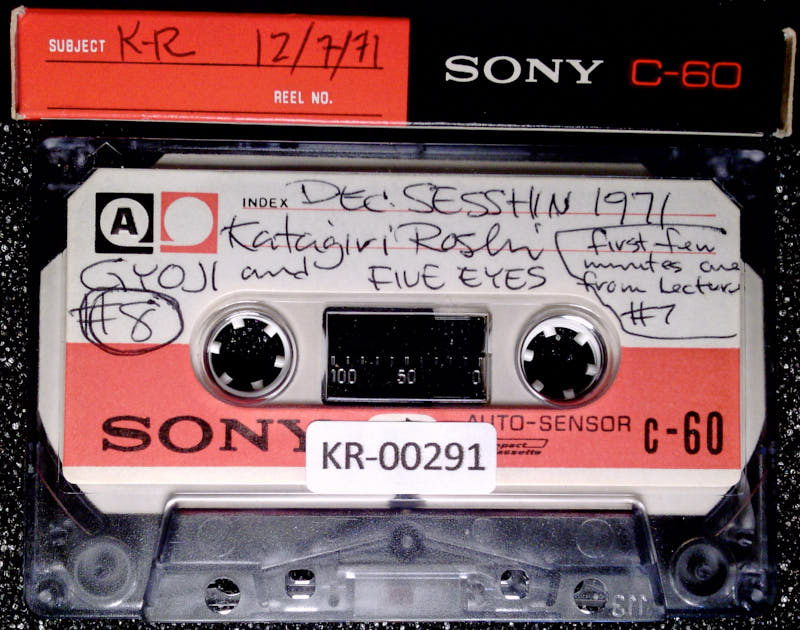 SUBJECT K-R 12/7/71
REEL NO.
SONY C-60
A
INDEX DEC. SESSHIN 1971
Katagiri Roshi
GYOJI and FIVE EYES
#8
first few
minutes are
from Lecture
#7
100 50 0
SONY
AUTO-SENSOR
C-60
KR-00291